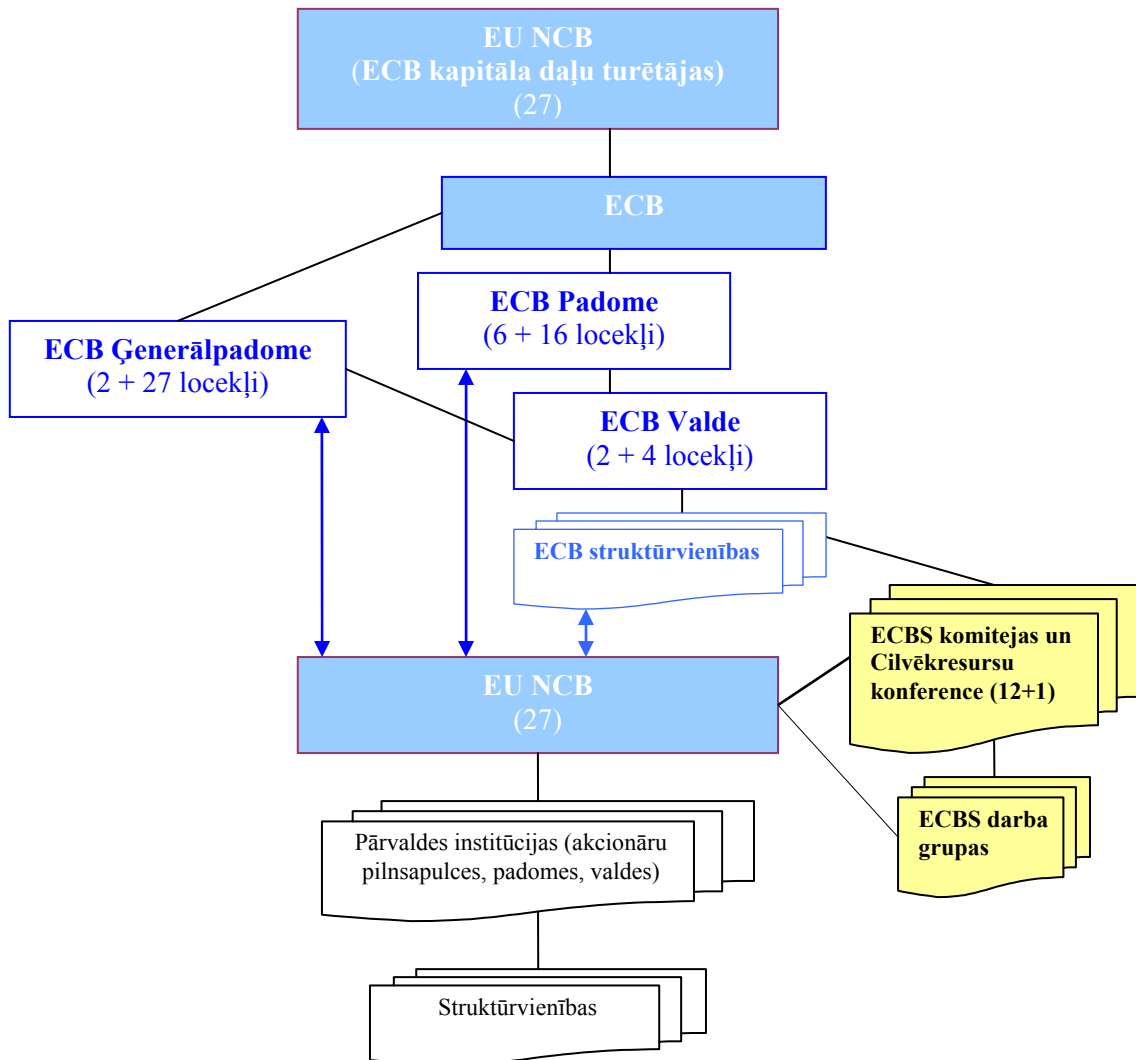 EU NCB
(ECB kapitāla daļu turētājas)
(27)
ECB
ECB Padome
(6 + 16 locekļi)
ECB Ģenerālpadome
(2 + 27 locekļi)
ECB Valde
(2 + 4 locekļi)
ECB struktūrvienības
ECBS komitejas un
Cilvēkresursu
konference (12+1)
EU NCB
(27)
ECBS darba
grupas
Pārvaldes institūcijas (akcionāru
pilnsapulces, padomes, valdes)
Struktūrvienības